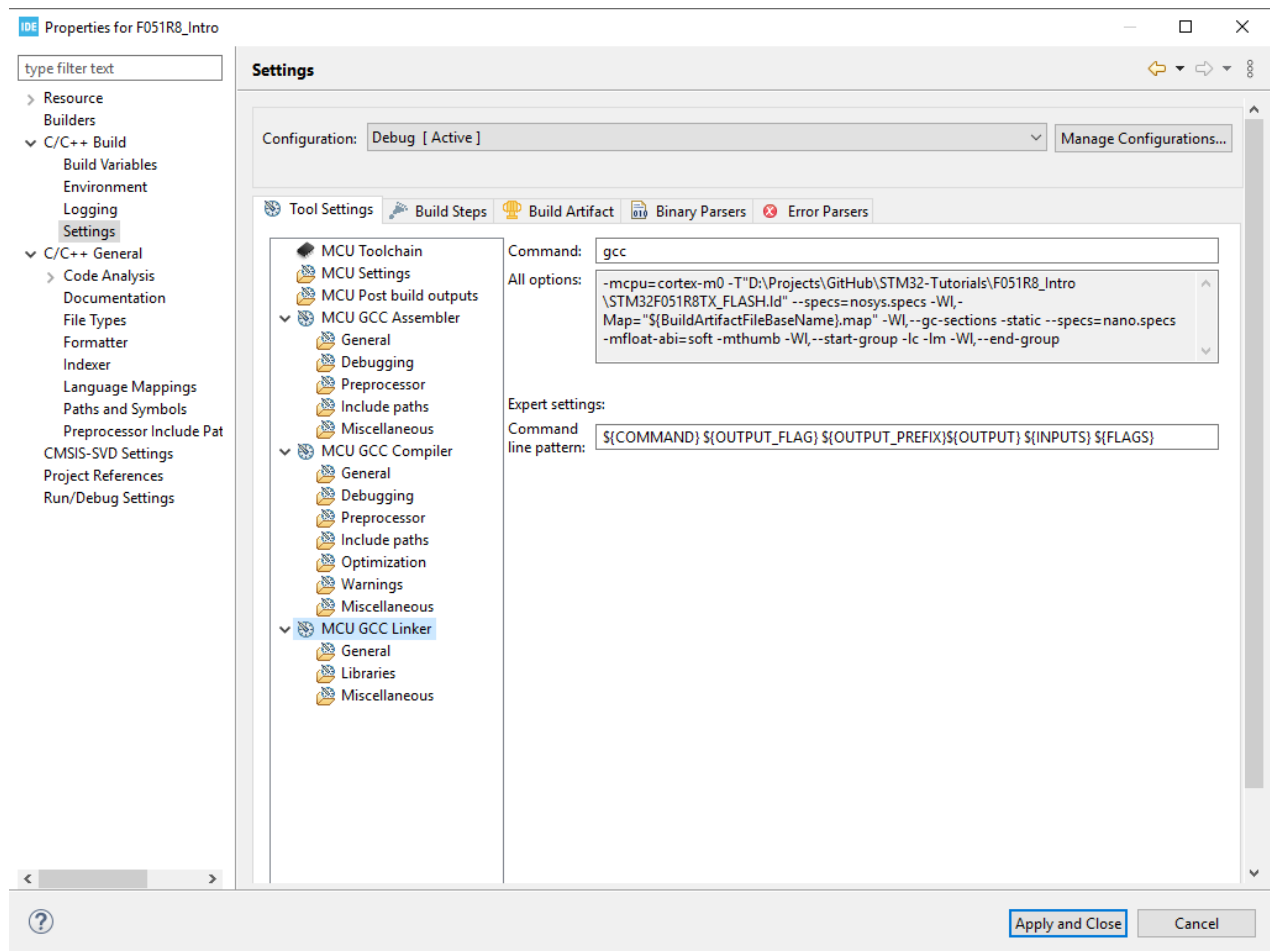 IDE Properties for F051R8_Intro
type filter text
Resource
Builders
C/C++ Build
Build Variables
Environment
Logging
Settings
C/C++ General
Code Analysis
Documentation
File Types
Formatter
Indexer
Language Mappings
Paths and Symbols
Preprocessor Include Pat
CMSIS-SVD Settings
Project References
Run/Debug Settings
Settings
Configuration: Debug [ Active ] Manage Configurations...
Tool Settings Build Steps Build Artifact 010 Binary Parsers Error Parsers
MCU Toolchain
MCU Settings
MCU Post build outputs
MCU GCC Assembler
General
Debugging
Preprocessor
Include paths
Miscellaneous
MCU GCC Compiler
General
Debugging
Preprocessor
Include paths
Optimization
Warnings
Miscellaneous
MCU GCC Linker
General
Libraries
Miscellaneous
Command: gcc
All options: -mcpu=cortex-m0 -T"D:\Projects\GitHub\STM32-Tutorials\F051R8_Intro
\STM32F051R8TX_FLASH.ld" --specs=nosys.specs -Wl,-
Map="${BuildArtifactFileBaseName}.map" -Wl,--gc-sections -static --specs=nano.specs
-mfloat-abi=soft -mthumb -Wl,--start-group -lc -lm -Wl,--end-group
Expert settings:
Command
line pattern: ${COMMAND} ${OUTPUT_FLAG} ${OUTPUT_PREFIX}${OUTPUT} ${INPUTS} ${FLAGS}
? Apply and Close Cancel